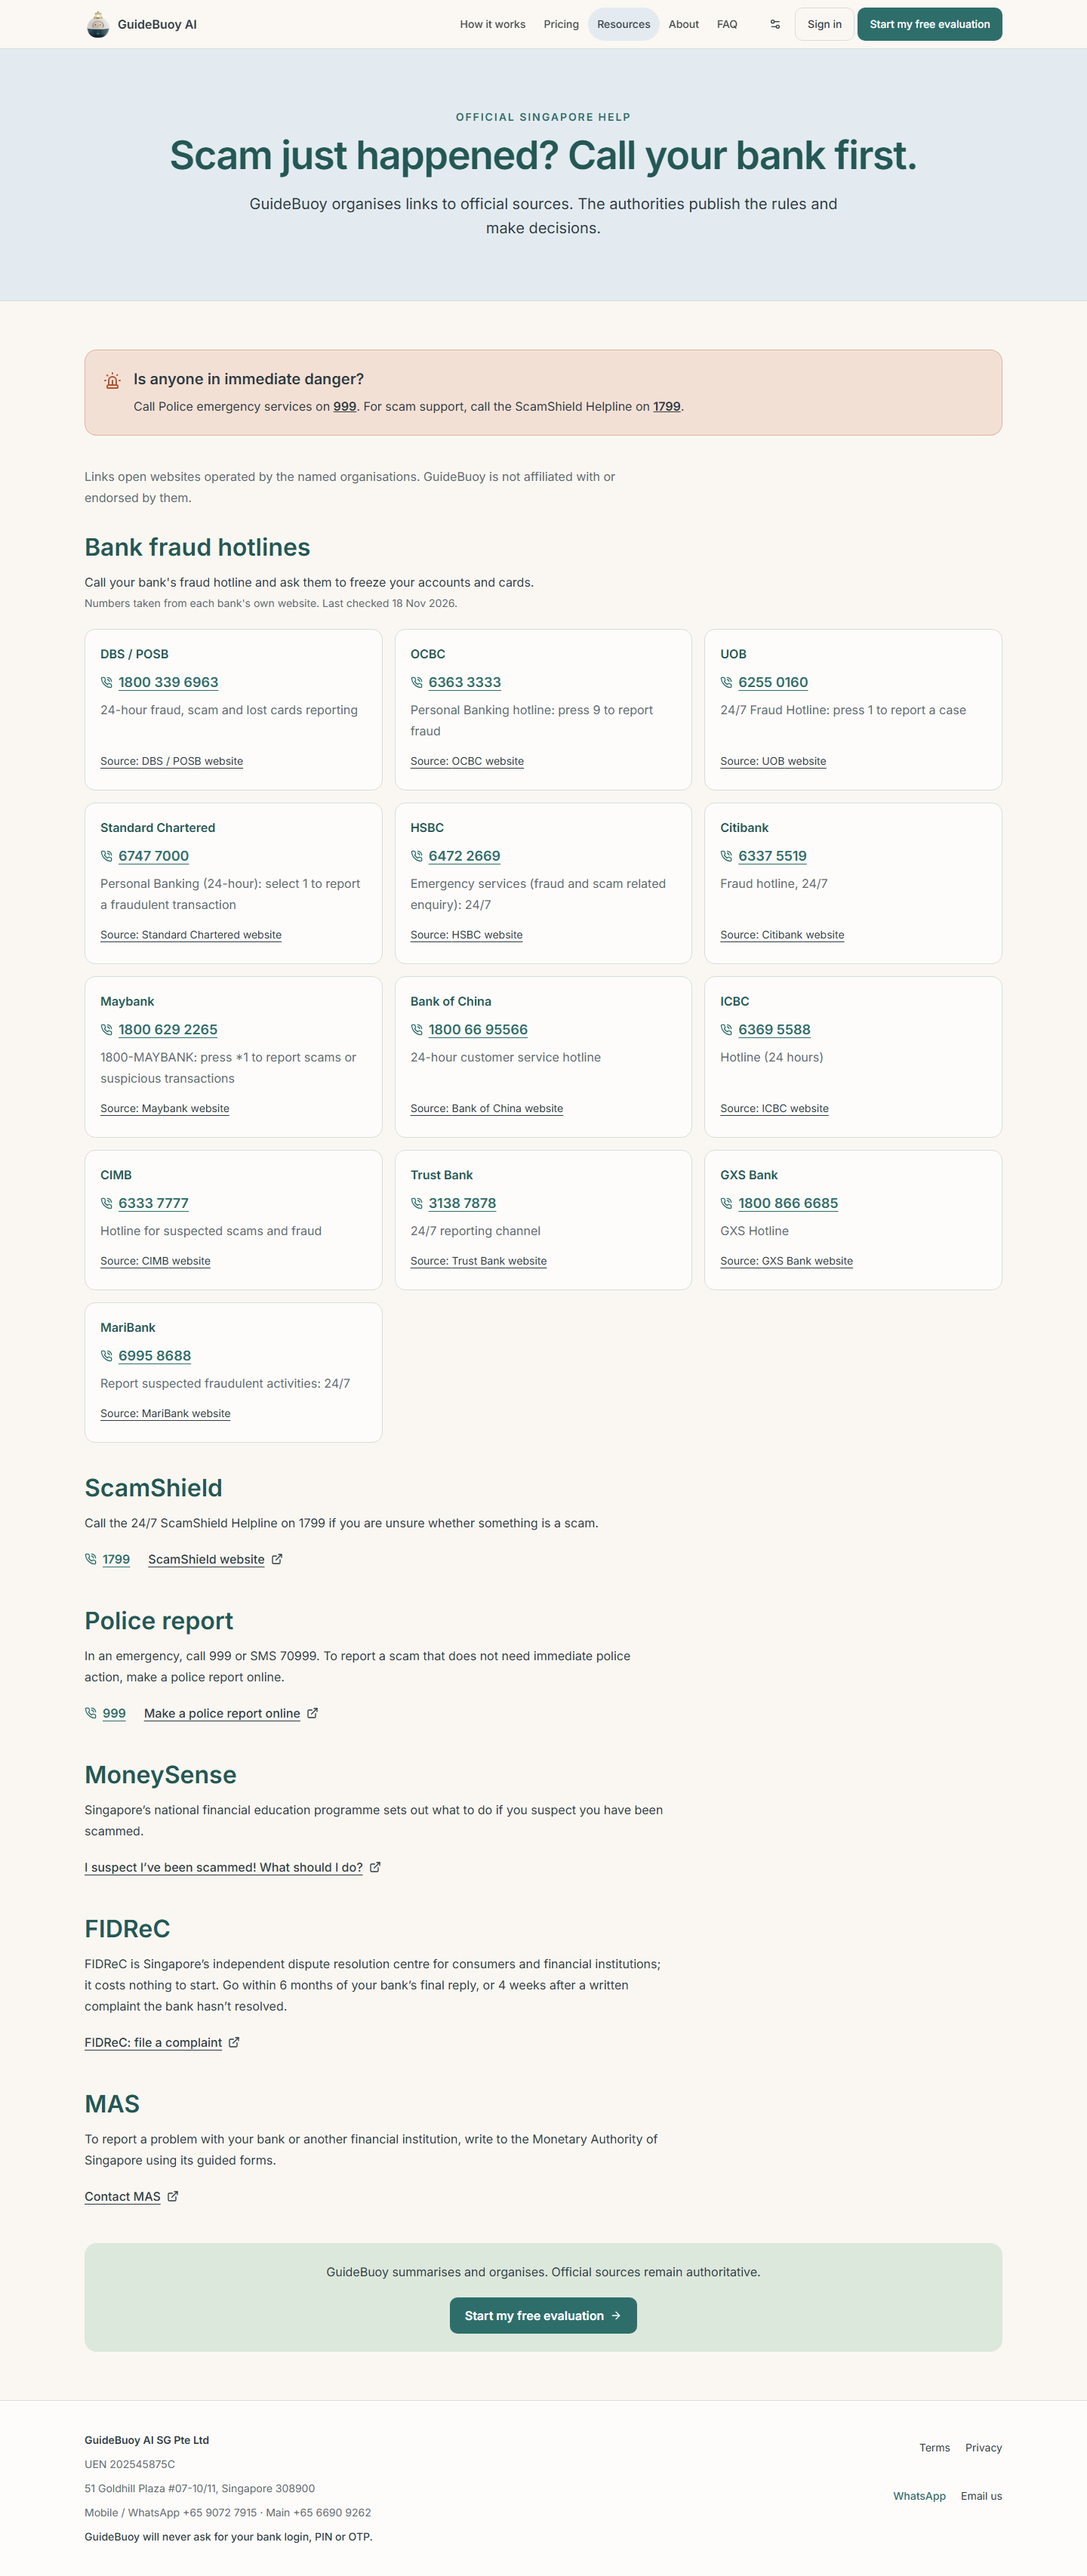 GuideBuoy AI
How it works
Pricing
Resources
About
FAQ
Sign in
Start my free evaluation
OFFICIAL SINGAPORE HELP
Scam just happened? Call your bank first.
GuideBuoy organises links to official sources. The authorities publish the rules and
make decisions.
Is anyone in immediate danger?
Call Police emergency services on 999. For scam support, call the ScamShield Helpline on 1799.
Links open websites operated by the named organisations. GuideBuoy is not affiliated with or
endorsed by them.
Bank fraud hotlines
Call your bank's fraud hotline and ask them to freeze your accounts and cards.
Numbers taken from each bank's own website. Last checked 18 Nov 2026.
DBS / POSB
1800 339 6963
24-hour fraud, scam and lost cards reporting
Source: DBS / POSB website
OCBC
6363 3333
Personal Banking hotline: press 9 to report
fraud
Source: OCBC website
UOB
6255 0160
24/7 Fraud Hotline: press 1 to report a case
Source: UOB website
Standard Chartered
6747 7000
Personal Banking (24-hour): select 1 to report
a fraudulent transaction
Source: Standard Chartered website
HSBC
6472 2669
Emergency services (fraud and scam related
enquiry): 24/7
Source: HSBC website
Citibank
6337 5519
Fraud hotline, 24/7
Source: Citibank website
Maybank
1800 629 2265
1800-MAYBANK: press *1 to report scams or
suspicious transactions
Source: Maybank website
Bank of China
1800 66 95566
24-hour customer service hotline
Source: Bank of China website
ICBC
6369 5588
Hotline (24 hours)
Source: ICBC website
CIMB
6333 7777
Hotline for suspected scams and fraud
Source: CIMB website
Trust Bank
3138 7878
24/7 reporting channel
Source: Trust Bank website
GXS Bank
1800 866 6685
GXS Hotline
Source: GXS Bank website
MariBank
6995 8688
Report suspected fraudulent activities: 24/7
Source: MariBank website
ScamShield
Call the 24/7 ScamShield Helpline on 1799 if you are unsure whether something is a scam.
1799
ScamShield website
Police report
In an emergency, call 999 or SMS 70999. To report a scam that does not need immediate police
action, make a police report online.
999
Make a police report online
MoneySense
Singapore’s national financial education programme sets out what to do if you suspect you have been
scammed.
I suspect I’ve been scammed! What should I do?
FIDReC
FIDReC is Singapore’s independent dispute resolution centre for consumers and financial institutions;
it costs nothing to start. Go within 6 months of your bank’s final reply, or 4 weeks after a written
complaint the bank hasn’t resolved.
FIDReC: file a complaint
MAS
To report a problem with your bank or another financial institution, write to the Monetary Authority of
Singapore using its guided forms.
Contact MAS
GuideBuoy summarises and organises. Official sources remain authoritative.
Start my free evaluation
GuideBuoy AI SG Pte Ltd
UEN 202545875C
51 Goldhill Plaza #07-10/11, Singapore 308900
Mobile / WhatsApp +65 9072 7915 · Main +65 6690 9262
GuideBuoy will never ask for your bank login, PIN or OTP.
Terms
Privacy
WhatsApp
Email us